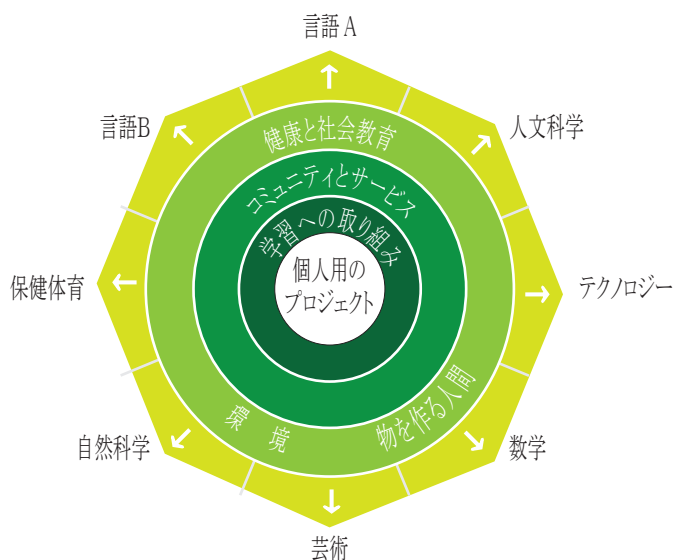 言語 A
人文科学
テクノロジー
数学
芸術
自然科学
保健体育
言語B
健康と社会教育
コミュニティとサービス
学習への取り組み
個人用の
プロジェクト
環境
物を作る人間